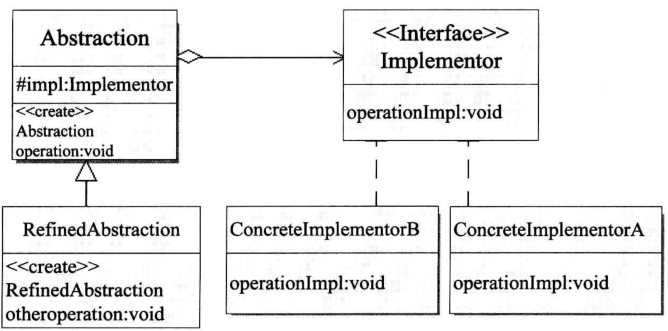 Abstraction
#impl:Implementor
<<create>>
Abstraction
operation:void
<<Interface>>
Implementor
operationImpl:void
RefinedAbstraction
<<create>>
RefinedAbstraction
otheroperation:void
ConcreteImplementorB
operationImpl:void
ConcreteImplementorA
operationImpl:void